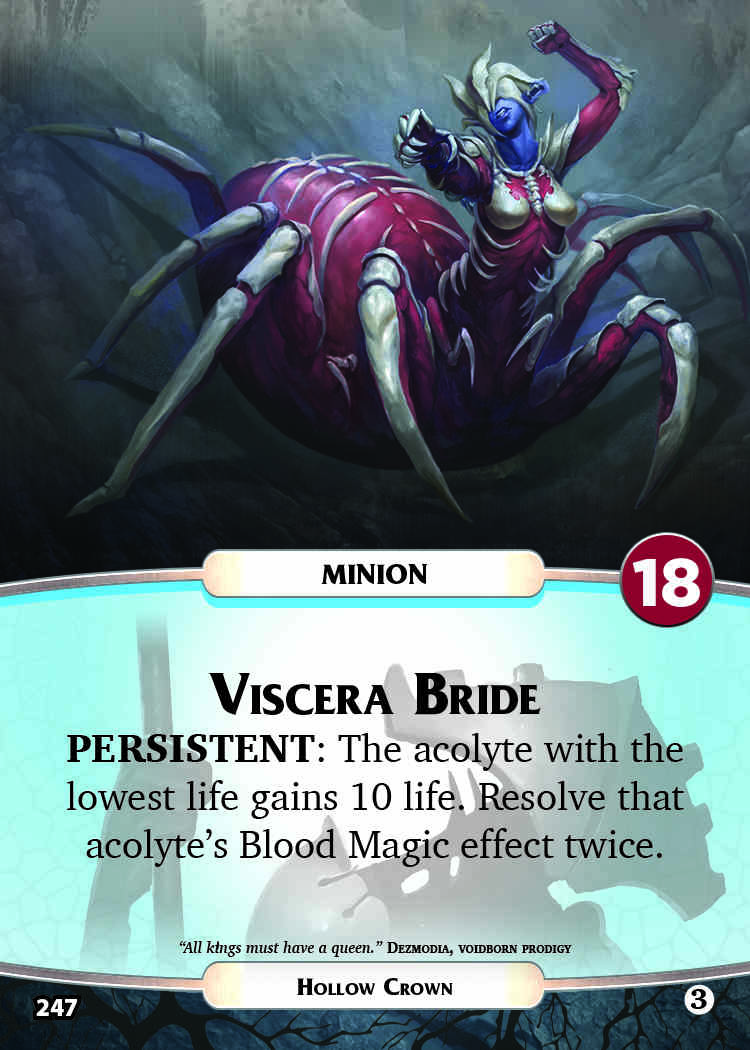 MINION
18
Viscera Bride
PERSISTENT: The acolyte with the
lowest life gains 10 life. Resolve that
acolyte’s Blood Magic effect twice.
“All kings must have a queen.” Dezmodia, voidborn prodigy
Hollow Crown
247
3